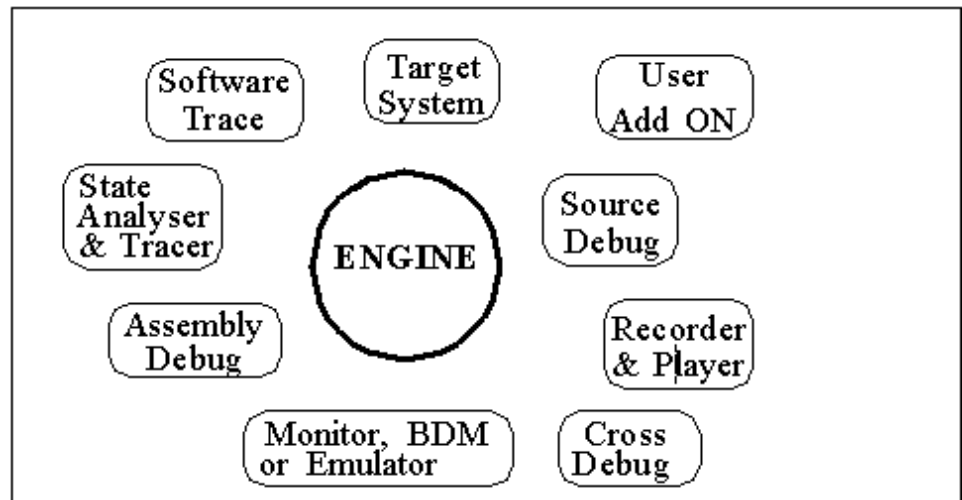 Software
Trace
Target
System
User
Add ON
State
Analyser
& Tracer
ENGINE
Source
Debug
Assembly
Debug
Recorder
& Player
Monitor, BDM
or Emulator
Cross
Debug